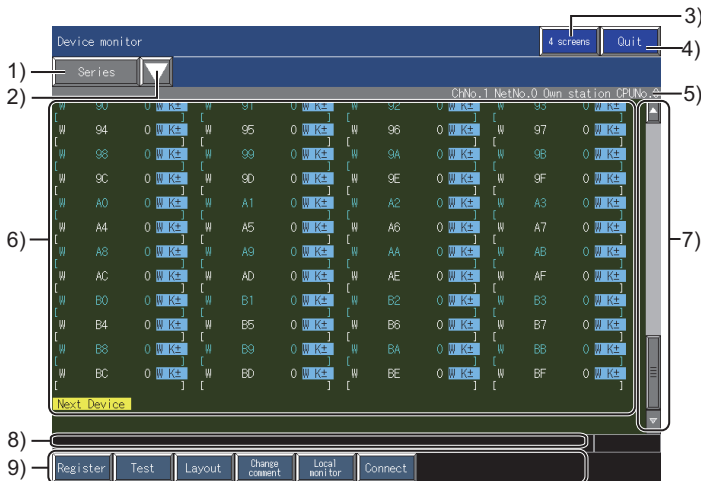 3)
Device monitor 4 screens Quit
4)
1) Series
2)
ChNo.1 NetNo.0 Own station CPUNo.0 5)
W 90 0 W K± W 91 0 W K± W 92 0 W K± W 93 0 W K±
[ ] [ ] [ ] [ ]
W 94 0 W K± W 95 0 W K± W 96 0 W K± W 97 0 W K±
[ ] [ ] [ ] [ ]
W 98 0 W K± W 99 0 W K± W 9A 0 W K± W 9B 0 W K±
[ ] [ ] [ ] [ ]
W 9C 0 W K± W 9D 0 W K± W 9E 0 W K± W 9F 0 W K±
[ ] [ ] [ ] [ ]
W A0 0 W K± W A1 0 W K± W A2 0 W K± W A3 0 W K±
[ ] [ ] [ ] [ ]
6) W A4 0 W K± W A5 0 W K± W A6 0 W K± W A7 0 W K± 7)
[ ] [ ] [ ] [ ]
W A8 0 W K± W A9 0 W K± W AA 0 W K± W AB 0 W K±
[ ] [ ] [ ] [ ]
W AC 0 W K± W AD 0 W K± W AE 0 W K± W AF 0 W K±
[ ] [ ] [ ] [ ]
W B0 0 W K± W B1 0 W K± W B2 0 W K± W B3 0 W K±
[ ] [ ] [ ] [ ]
W B4 0 W K± W B5 0 W K± W B6 0 W K± W B7 0 W K±
[ ] [ ] [ ] [ ]
W B8 0 W K± W B9 0 W K± W BA 0 W K± W BB 0 W K±
[ ] [ ] [ ] [ ]
W BC 0 W K± W BD 0 W K± W BE 0 W K± W BF 0 W K±
[ ] [ ] [ ] [ ]
Next Device
8)
9) Register Test Layout Change comment Local monitor Connect